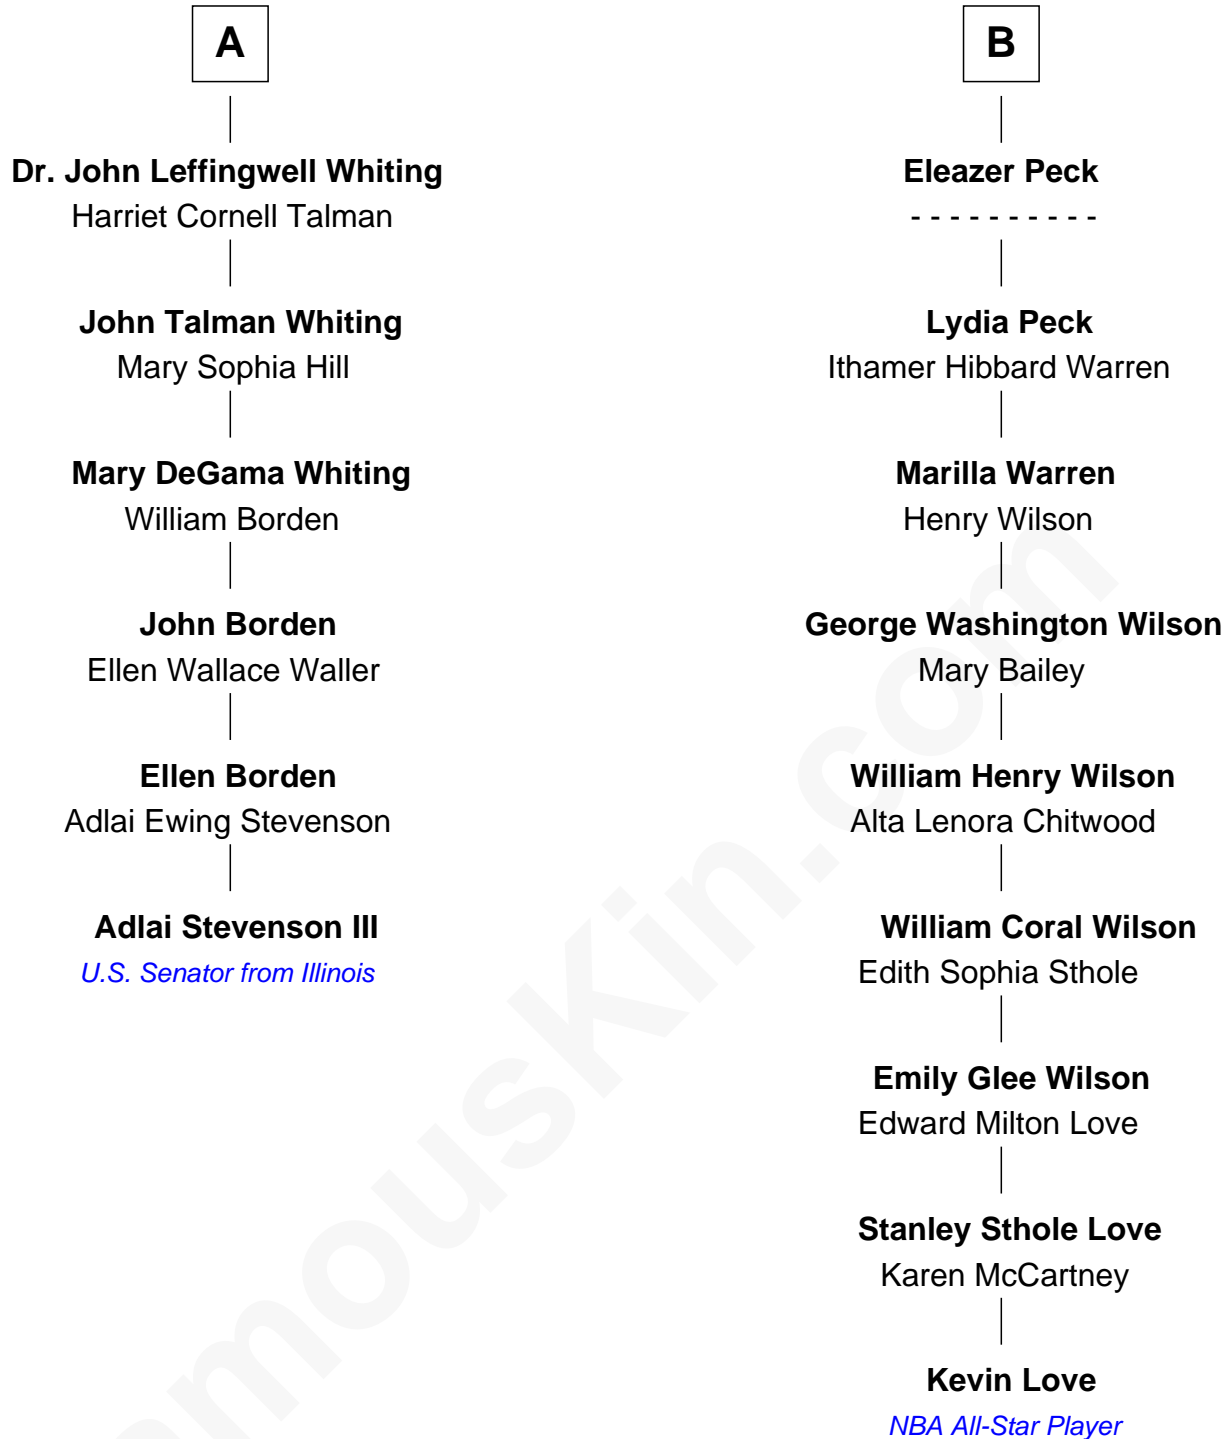 A
Dr. John Leffingwell Whiting
Harriet Cornell Talman
John Talman Whiting
Mary Sophia Hill
Mary DeGama Whiting
William Borden
John Borden
Ellen Wallace Waller
Ellen Borden
Adlai Ewing Stevenson
Adlai Stevenson III
U.S. Senator from Illinois
B
Eleazer Peck
- - - - - - - - - -
Lydia Peck
Ithamer Hibbard Warren
Marilla Warren
Henry Wilson
George Washington Wilson
Mary Bailey
William Henry Wilson
Alta Lenora Chitwood
William Coral Wilson
Edith Sophia Sthole
Emily Glee Wilson
Edward Milton Love
Stanley Sthole Love
Karen McCartney
Kevin Love
NBA All-Star Player
amouskin.com